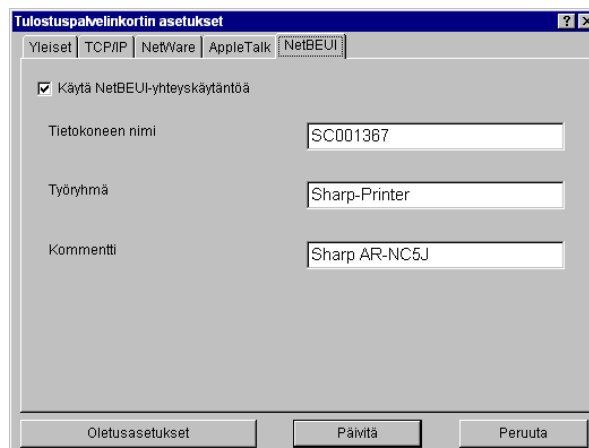 Tulostuspalvelinkortin asetukset
Yleiset TCP/IP NetWare AppleTalk NetBEUI
Käytä NetBEUI-yhteyskäytäntöä
Tietokoneen nimi SC001367
Työryhmä Sharp-Printer
Kommentti Sharp AR-NC5J
Oletusasetukset Päivitä Peruuta